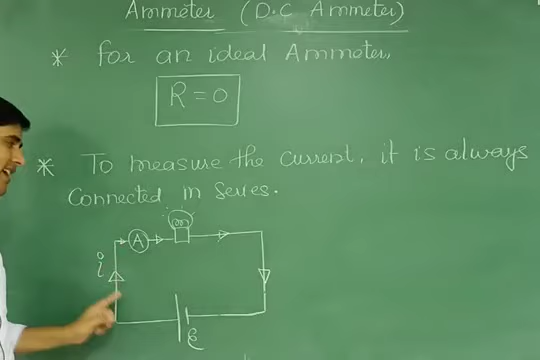 Ammeter (D.C Ammeter)
* for an ideal Ammeter,
R = 0
* To measure the current, it is always
Connected in Series.
A
i
ε